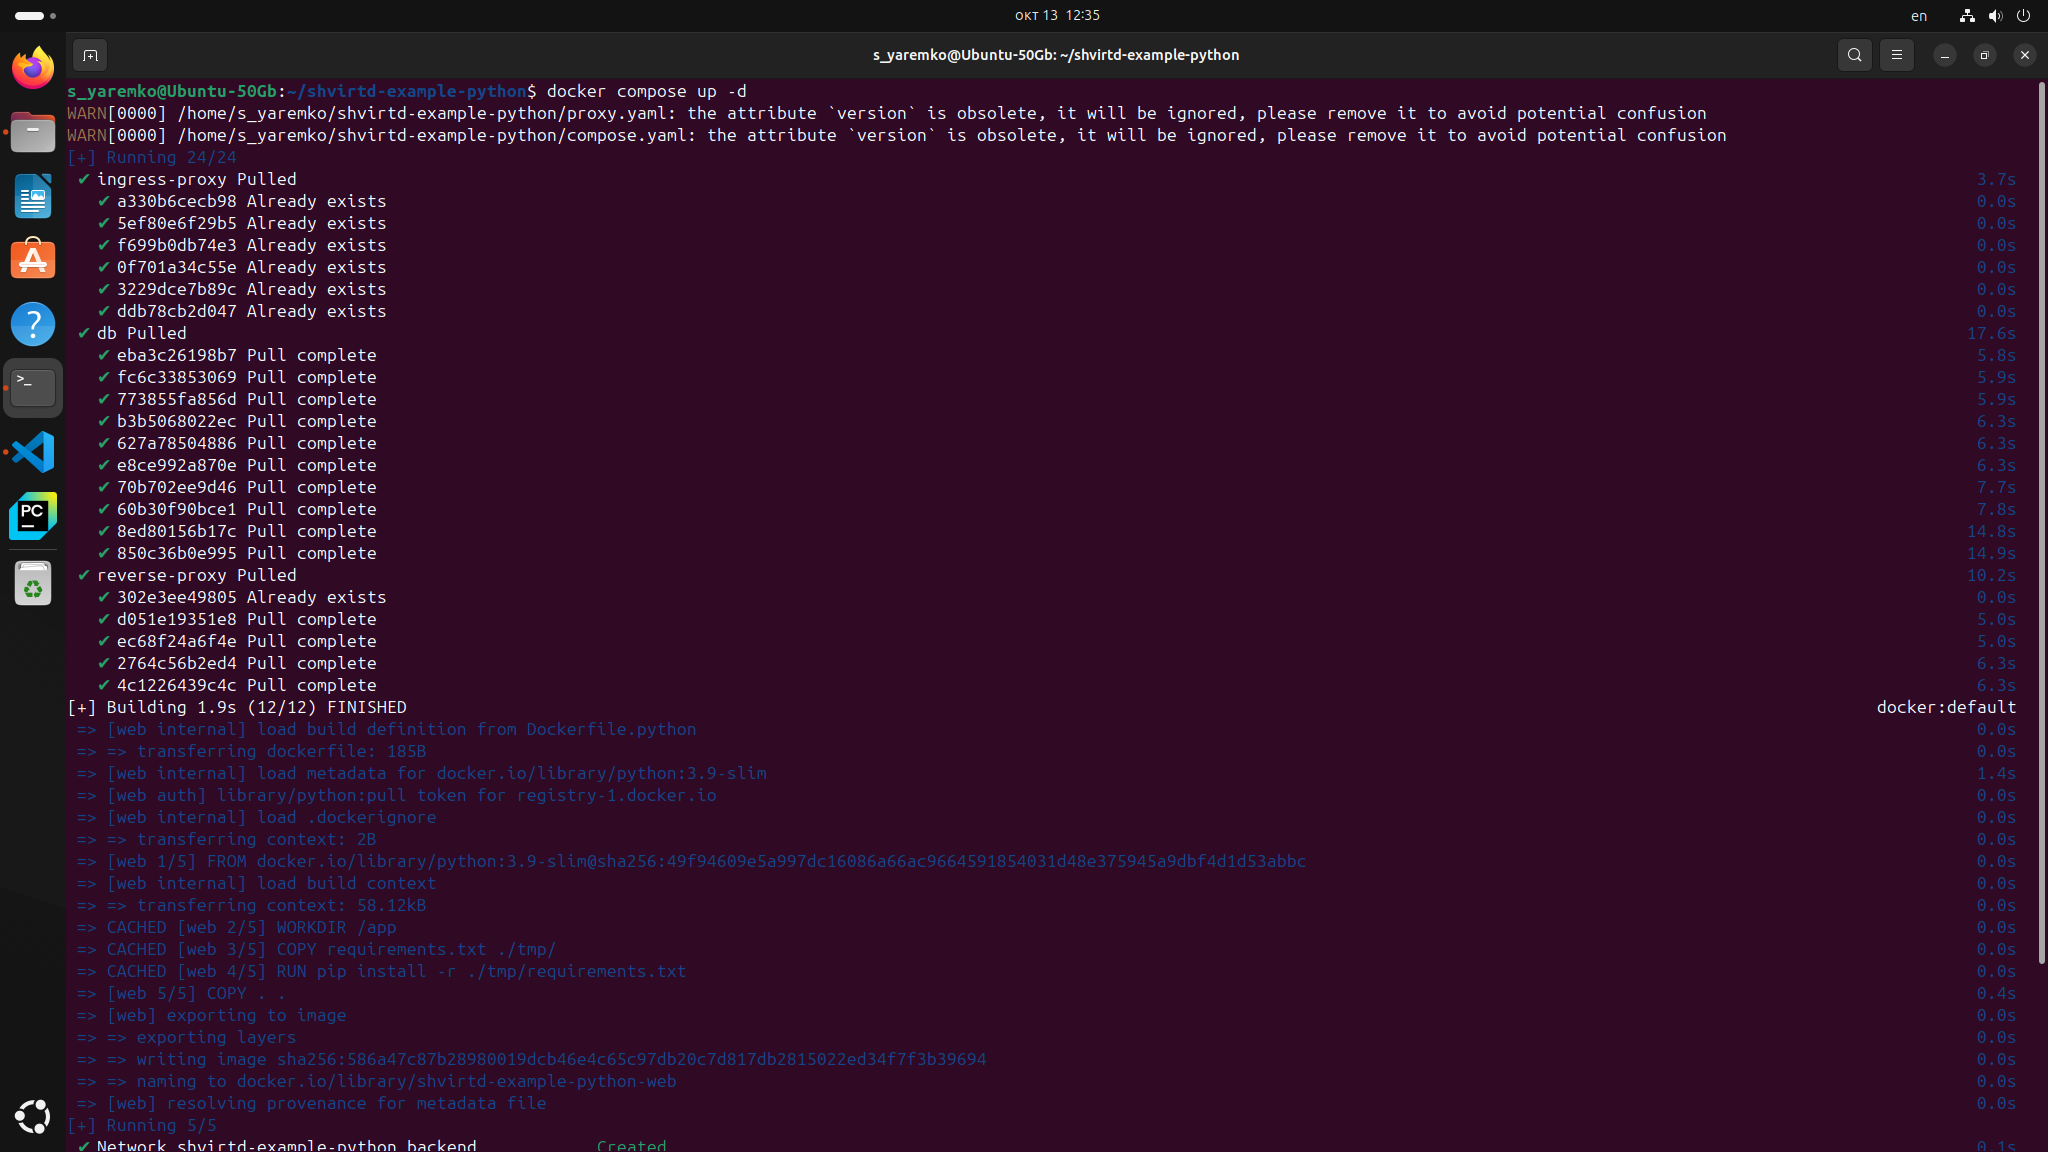 окт 13  12:35
en
s_yaremko@Ubuntu-50Gb: ~/shvirtd-example-python
s_yaremko@Ubuntu-50Gb:~/shvirtd-example-python$ docker compose up -d
WARN[0000] /home/s_yaremko/shvirtd-example-python/proxy.yaml: the attribute `version` is obsolete, it will be ignored, please remove it to avoid potential confusion
WARN[0000] /home/s_yaremko/shvirtd-example-python/compose.yaml: the attribute `version` is obsolete, it will be ignored, please remove it to avoid potential confusion
[+] Running 24/24
✔ ingress-proxy Pulled 3.7s
✔ a330b6cecb98 Already exists 0.0s
✔ 5ef80e6f29b5 Already exists 0.0s
✔ f699b0db74e3 Already exists 0.0s
✔ 0f701a34c55e Already exists 0.0s
✔ 3229dce7b89c Already exists 0.0s
✔ ddb78cb2d047 Already exists 0.0s
✔ db Pulled 17.6s
✔ eba3c26198b7 Pull complete 5.8s
✔ fc6c33853069 Pull complete 5.9s
✔ 773855fa856d Pull complete 5.9s
✔ b3b5068022ec Pull complete 6.3s
✔ 627a78504886 Pull complete 6.3s
✔ e8ce992a870e Pull complete 6.3s
✔ 70b702ee9d46 Pull complete 7.7s
✔ 60b30f90bce1 Pull complete 7.8s
✔ 8ed80156b17c Pull complete 14.8s
✔ 850c36b0e995 Pull complete 14.9s
✔ reverse-proxy Pulled 10.2s
✔ 302e3ee49805 Already exists 0.0s
✔ d051e19351e8 Pull complete 5.0s
✔ ec68f24a6f4e Pull complete 5.0s
✔ 2764c56b2ed4 Pull complete 6.3s
✔ 4c1226439c4c Pull complete 6.3s
[+] Building 1.9s (12/12) FINISHED docker:default
=> [web internal] load build definition from Dockerfile.python 0.0s
=> => transferring dockerfile: 185B 0.0s
=> [web internal] load metadata for docker.io/library/python:3.9-slim 1.4s
=> [web auth] library/python:pull token for registry-1.docker.io 0.0s
=> [web internal] load .dockerignore 0.0s
=> => transferring context: 2B 0.0s
=> [web 1/5] FROM docker.io/library/python:3.9-slim@sha256:49f94609e5a997dc16086a66ac9664591854031d48e375945a9dbf4d1d53abbc 0.0s
=> [web internal] load build context 0.0s
=> => transferring context: 58.12kB 0.0s
=> CACHED [web 2/5] WORKDIR /app 0.0s
=> CACHED [web 3/5] COPY requirements.txt ./tmp/ 0.0s
=> CACHED [web 4/5] RUN pip install -r ./tmp/requirements.txt 0.0s
=> [web 5/5] COPY . . 0.4s
=> [web] exporting to image 0.0s
=> => exporting layers 0.0s
=> => writing image sha256:586a47c87b28980019dcb46e4c65c97db20c7d817db2815022ed34f7f3b39694 0.0s
=> => naming to docker.io/library/shvirtd-example-python-web 0.0s
=> [web] resolving provenance for metadata file 0.0s
[+] Running 5/5
✔ Network shvirtd-example-python_backend Created 0.1s
PC